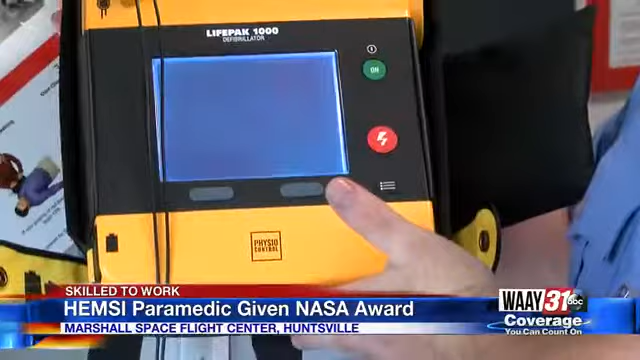 LIFEPAK 1000
DEFIBRILLATOR
ON
PHYSIO
CONTROL
SKILLED TO WORK
HEMSI Paramedic Given NASA Award
MARSHALL SPACE FLIGHT CENTER, HUNTSVILLE
WAAY 31 abc
Coverage
You Can Count On